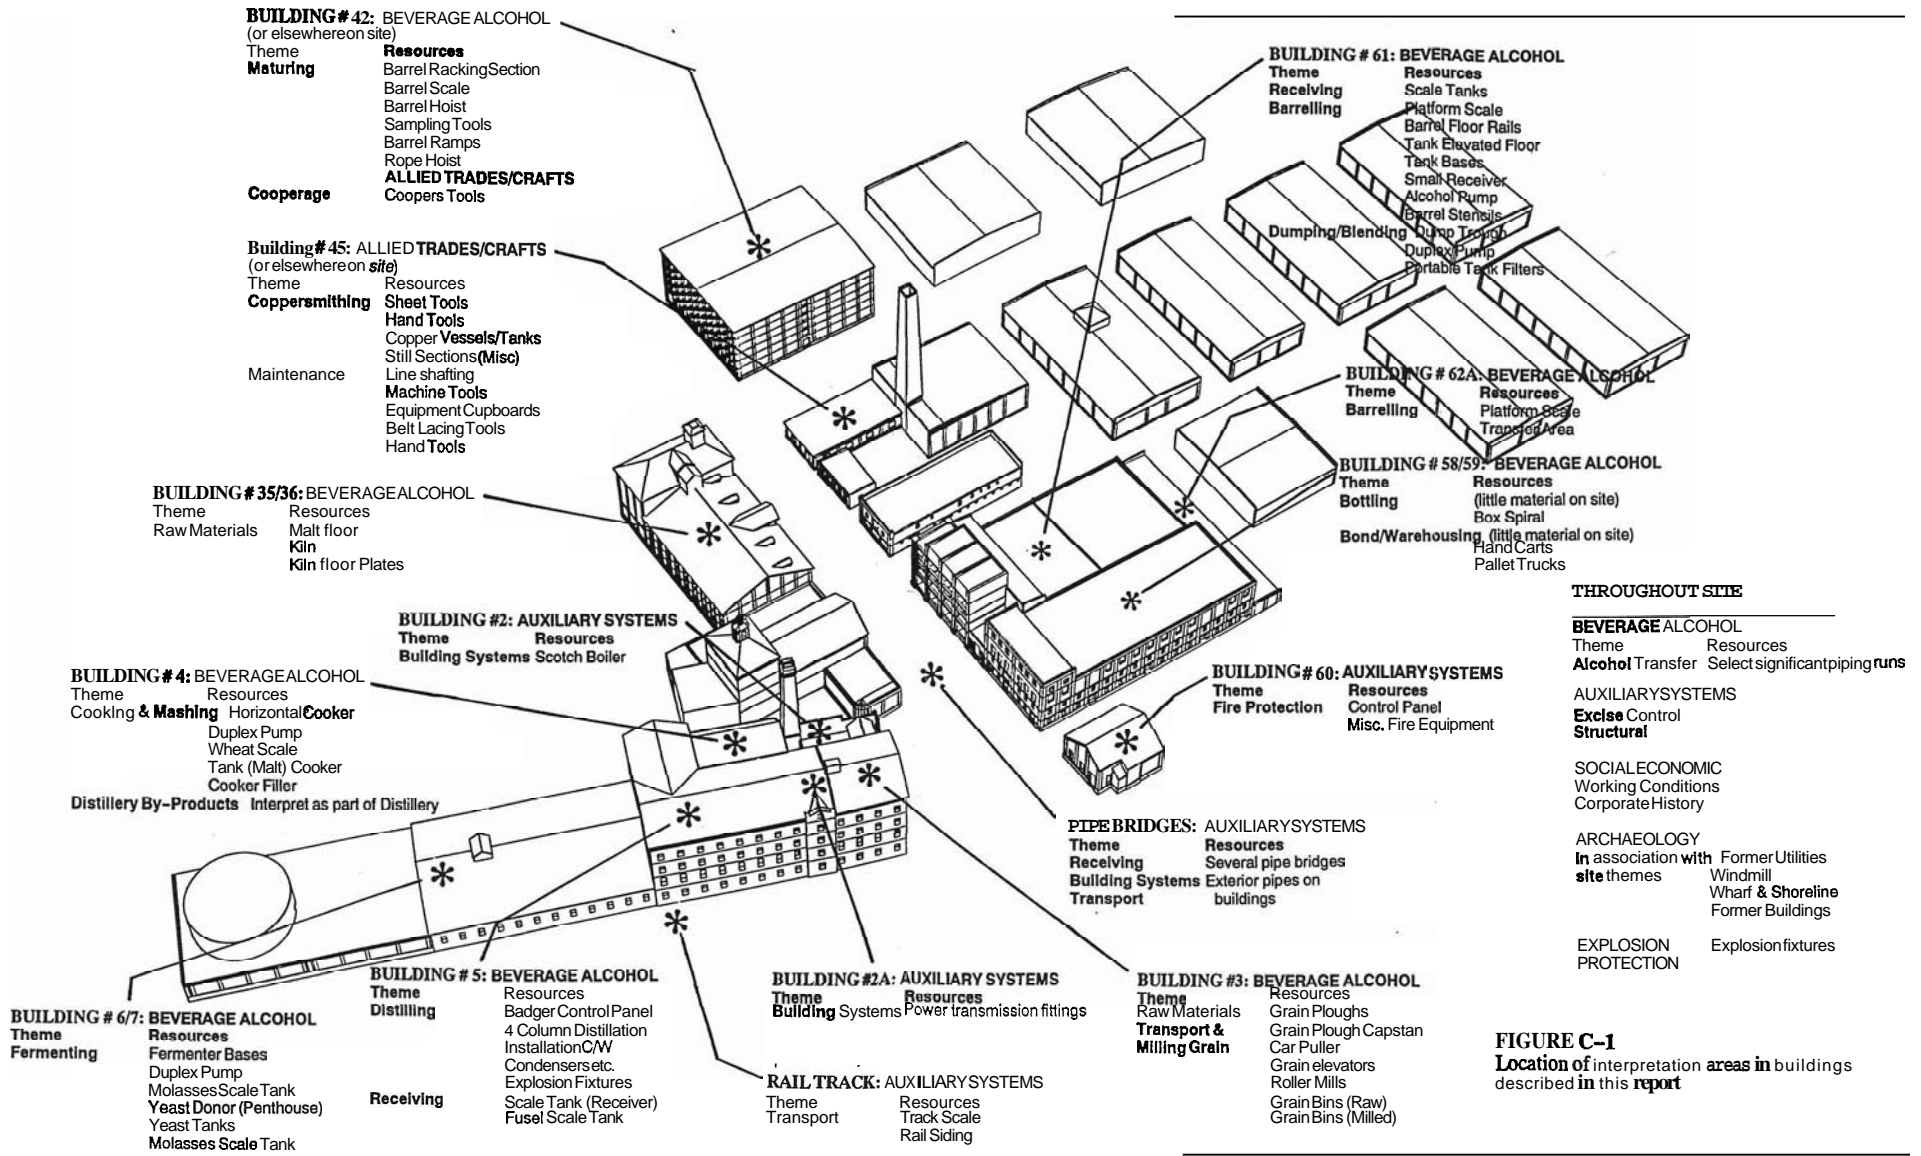 BUILDING # 42: BEVERAGE ALCOHOL
(or elsewhere on site)
Theme Resources
Maturing Barrel Racking Section
Barrel Scale
Barrel Hoist
Sampling Tools
Barrel Ramps
Rope Hoist
ALLIED TRADES/CRAFTS
Cooperage Coopers Tools
Building # 45: ALLIED TRADES/CRAFTS
(or elsewhere on site)
Theme Resources
Coppersmithing Sheet Tools
Hand Tools
Copper Vessels/Tanks
Still Sections (Misc)
Maintenance Line shafting
Machine Tools
Equipment Cupboards
Belt Lacing Tools
Hand Tools
BUILDING # 35/36: BEVERAGE ALCOHOL
Theme Resources
Raw Materials Malt floor
Kiln
Kiln floor Plates
BUILDING #2: AUXILIARY SYSTEMS
Theme Resources
Building Systems Scotch Boiler
BUILDING # 4: BEVERAGE ALCOHOL
Theme Resources
Cooking & Mashing Horizontal Cooker
Duplex Pump
Wheat Scale
Tank (Malt) Cooker
Cooker Filler
Distillery By-Products Interpret as part of Distillery
BUILDING # 6/7: BEVERAGE ALCOHOL
Theme Resources
Fermenting Fermenter Bases
Duplex Pump
Molasses Scale Tank
Yeast Donor (Penthouse)
Yeast Tanks
Molasses Scale Tank
BUILDING # 5: BEVERAGE ALCOHOL
Theme Resources
Distilling Badger Control Panel
4 Column Distillation
Installation C/W
Condensers etc.
Explosion Fixtures
Receiving Scale Tank (Receiver)
Fusel Scale Tank
BUILDING #2A: AUXILIARY SYSTEMS
Theme Resources
Building Systems Power transmission fittings
RAIL TRACK: AUXILIARY SYSTEMS
Theme Resources
Transport Track Scale
Rail Siding
BUILDING #3: BEVERAGE ALCOHOL
Theme Resources
Raw Materials Grain Ploughs
Transport & Grain Plough Capstan
Milling Grain Car Puller
Grain elevators
Roller Mills
Grain Bins (Raw)
Grain Bins (Milled)
PIPE BRIDGES: AUXILIARY SYSTEMS
Theme Resources
Receiving Several pipe bridges
Building Systems Exterior pipes on
Transport buildings
BUILDING # 60: AUXILIARY SYSTEMS
Theme Resources
Fire Protection Control Panel
Misc. Fire Equipment
BUILDING # 61: BEVERAGE ALCOHOL
Theme Resources
Receiving Scale Tanks
Barrelling Platform Scale
Barrel Floor Rails
Tank Elevated Floor
Tank Bases
Small Receiver
Alcohol Pump
Barrel Stencils
Dumping/Blending Dump Trough
Duplex Pump
Portable Tank Filters
BUILDING # 62A: BEVERAGE ALCOHOL
Theme Resources
Barrelling Platform Scale
Transfer Area
BUILDING # 58/59: BEVERAGE ALCOHOL
Theme Resources
Bottling (little material on site)
Box Spiral
Bond/Warehousing (little material on site)
Hand Carts
Pallet Trucks
THROUGHOUT SITE
BEVERAGE ALCOHOL
Theme Resources
Alcohol Transfer Select significant piping runs
AUXILIARY SYSTEMS
Excise Control
Structural
SOCIAL ECONOMIC
Working Conditions
Corporate History
ARCHAEOLOGY
In association with Former Utilities
site themes Windmill
Wharf & Shoreline
Former Buildings
EXPLOSION Explosion fixtures
PROTECTION
FIGURE C-1
Location of interpretation areas in buildings
described in this report